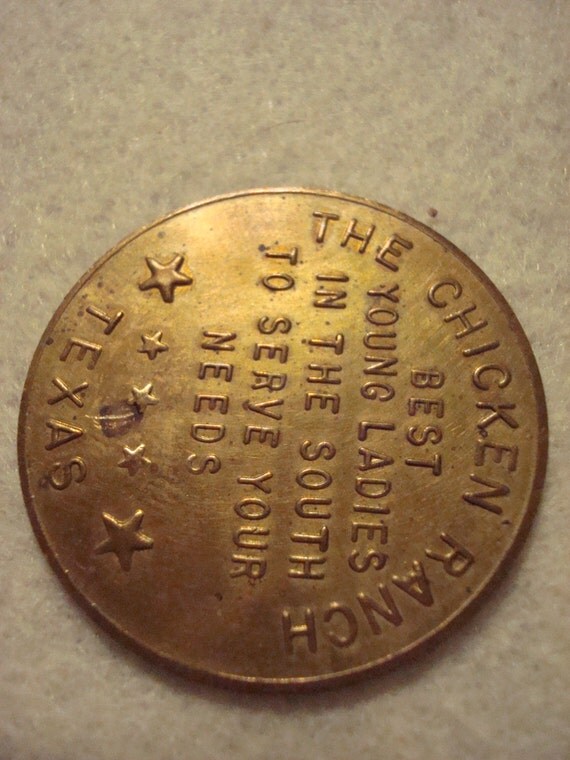 THE CHICKEN RANCH
BEST
YOUNG LADIES
IN THE SOUTH
TO SERVE YOUR
NEEDS
TEXAS